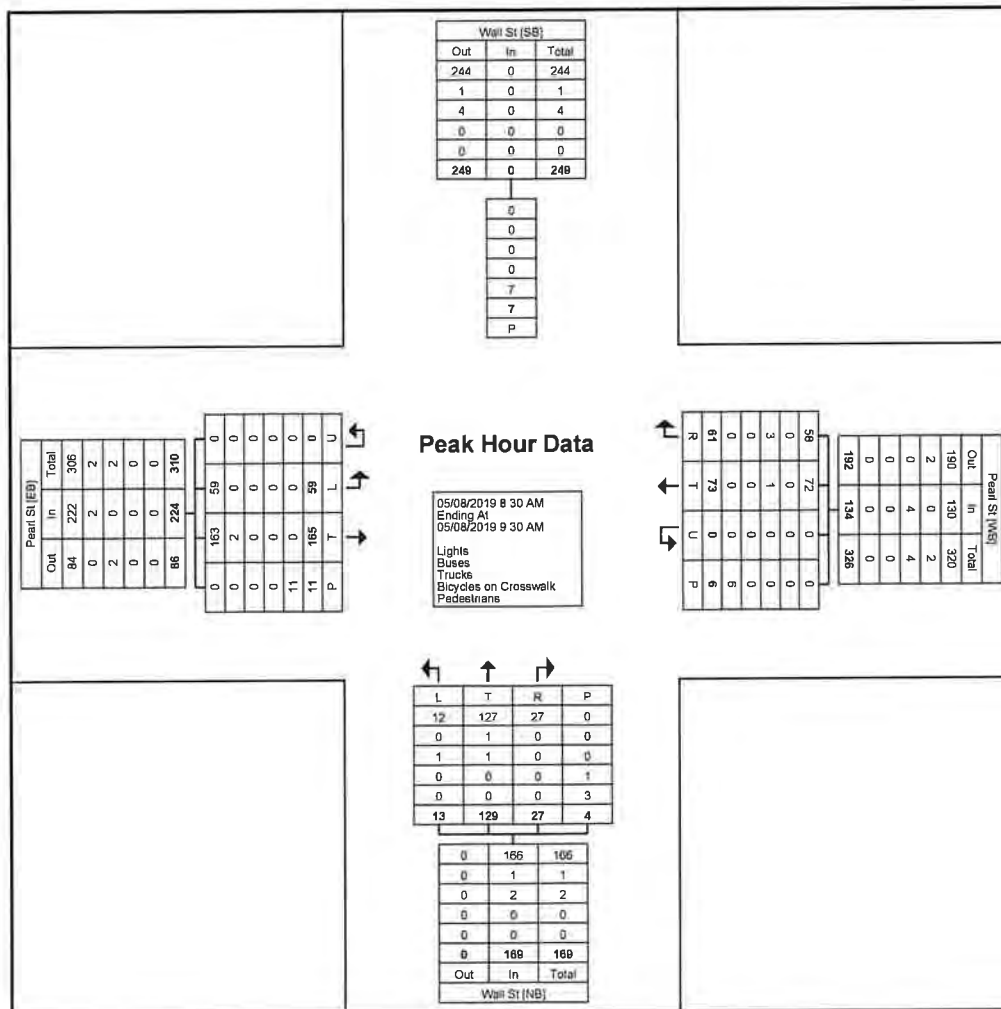 Wall St [SB]
Out In Total
244 0 244
1 0 1
4 0 4
0 0 0
0 0 0
249 0 249
0
0
0
0
7
7
P
Pearl St [EB]
Total 306 2 2 0 0 310
In 222 2 0 0 0 224
Out 84 0 2 0 0 86
0 0 0 0 0 0 U
59 0 0 0 0 59 L
163 2 0 0 0 165 T
0 0 0 0 11 11 P
Peak Hour Data
05/08/2019 8 30 AM
Ending At
05/08/2019 9 30 AM
Lights
Buses
Trucks
Bicycles on Crosswalk
Pedestrians
R 61 0 0 3 0 58
T 73 0 0 1 0 72
U 0 0 0 0 0 0
P 6 6 0 0 0 0
192 0 0 0 2 190 Out
134 0 0 4 0 130 In
326 0 0 4 2 320 Total
Pearl St [WB]
L T R P
12 127 27 0
0 1 0 0
1 1 0 0
0 0 0 1
0 0 0 3
13 129 27 4
0 166 166
0 1 1
0 2 2
0 0 0
0 0 0
0 169 169
Out In Total
Wall St [NB]